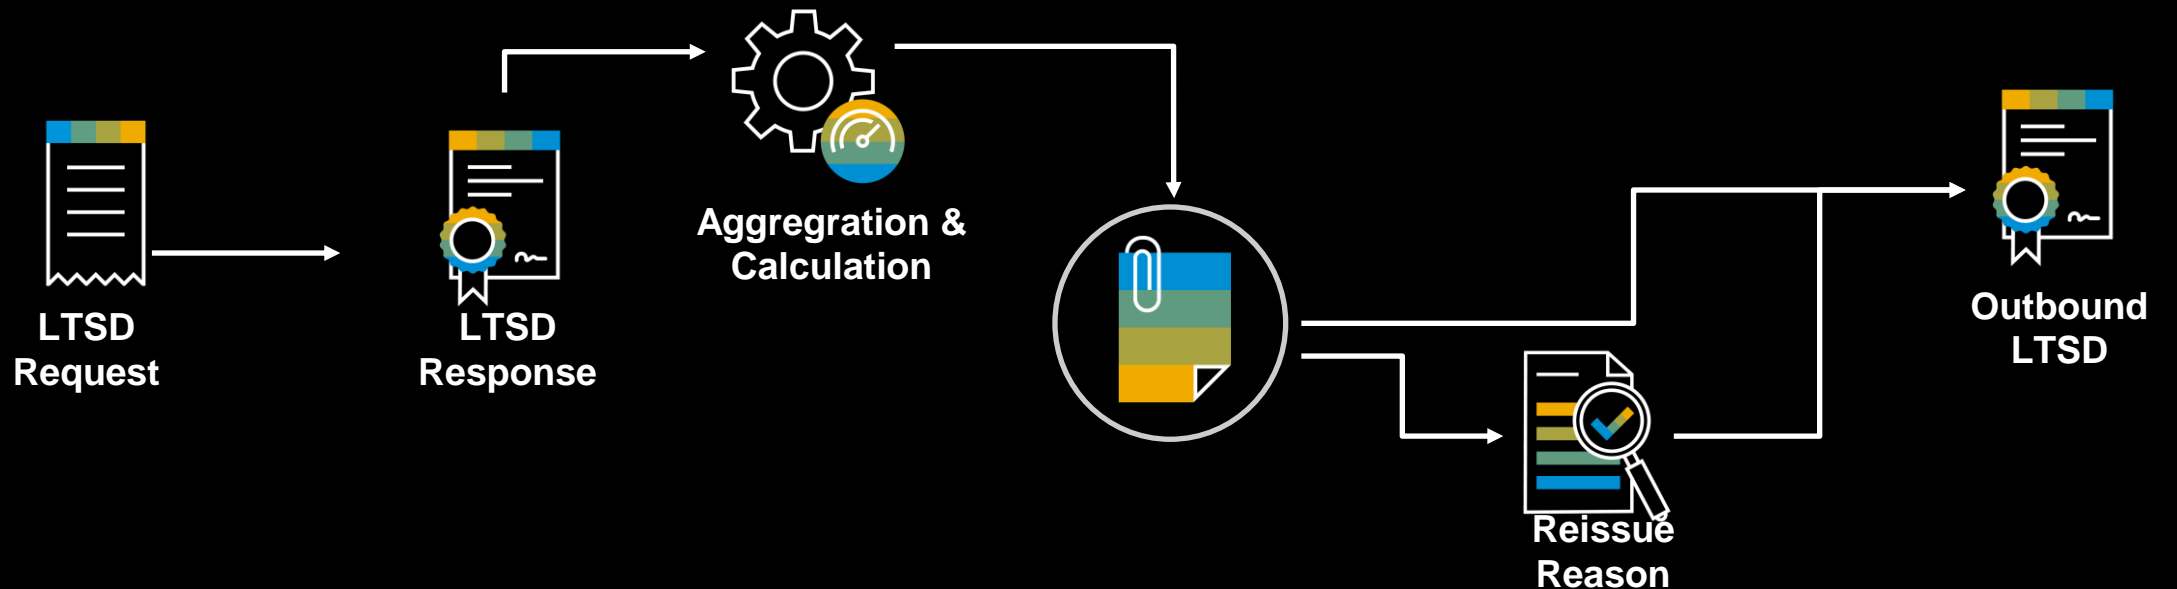 LTSD
Request
LTSD
Response
Aggregration &
Calculation
Reissue
Reason
Outbound
LTSD